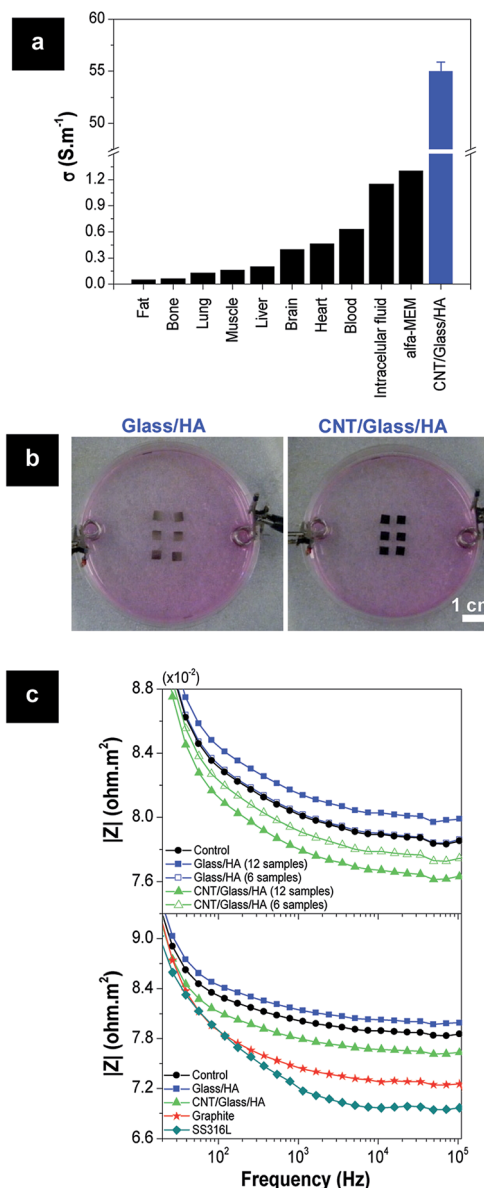 a
60
55
50
1.2
0.9
0.6
0.3
0.0
σ (S.m⁻¹)
Fat
Bone
Lung
Muscle
Liver
Brain
Heart
Blood
Intracelular fluid
alfa-MEM
CNT/Glass/HA
b
Glass/HA
CNT/Glass/HA
1 cm
c
(x10⁻²)
8.8
8.4
8.0
7.6
|Z| (ohm.m²)
Control
Glass/HA (12 samples)
Glass/HA (6 samples)
CNT/Glass/HA (12 samples)
CNT/Glass/HA (6 samples)
9.0
8.4
7.8
7.2
6.6
|Z| (ohm.m²)
Control
Glass/HA
CNT/Glass/HA
Graphite
SS316L
10² 10³ 10⁴ 10⁵
Frequency (Hz)